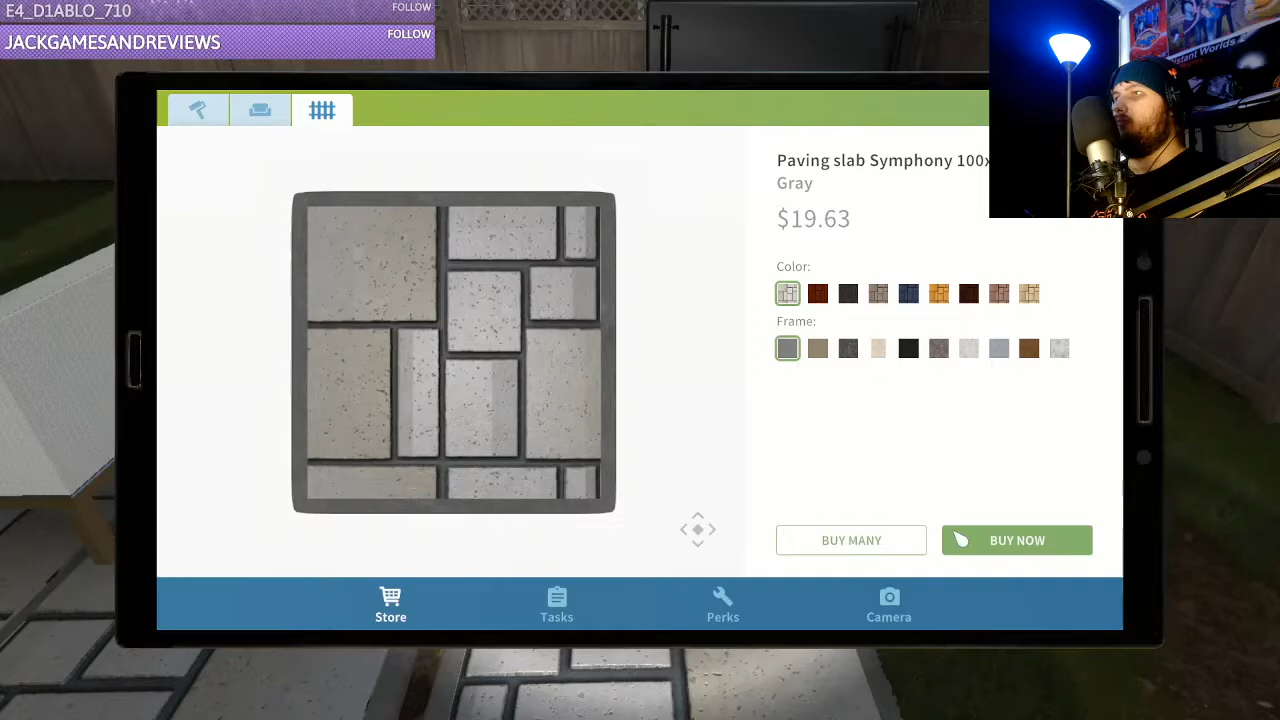 E4_D1ABLO_710
FOLLOW
JACKGAMESANDREVIEWS
FOLLOW
Paving slab Symphony 100x
Gray
$19.63
Color:
Frame:
BUY MANY
BUY NOW
Store
Tasks
Perks
Camera